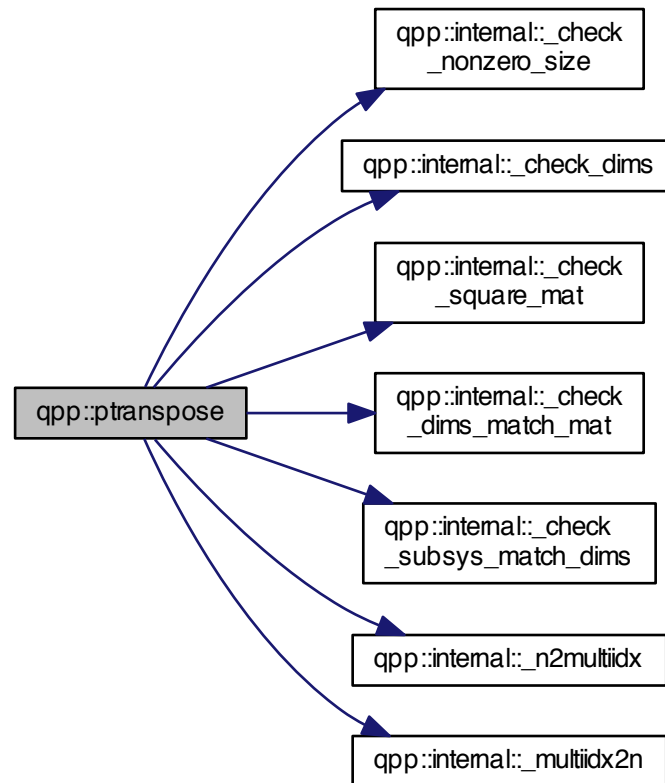 qpp::internal::_check
_nonzero_size
qpp::internal::_check_dims
qpp::internal::_check
_square_mat
qpp::ptranspose
qpp::internal::_check
_dims_match_mat
qpp::internal::_check
_subsys_match_dims
qpp::internal::_n2multiidx
qpp::internal::_multiidx2n